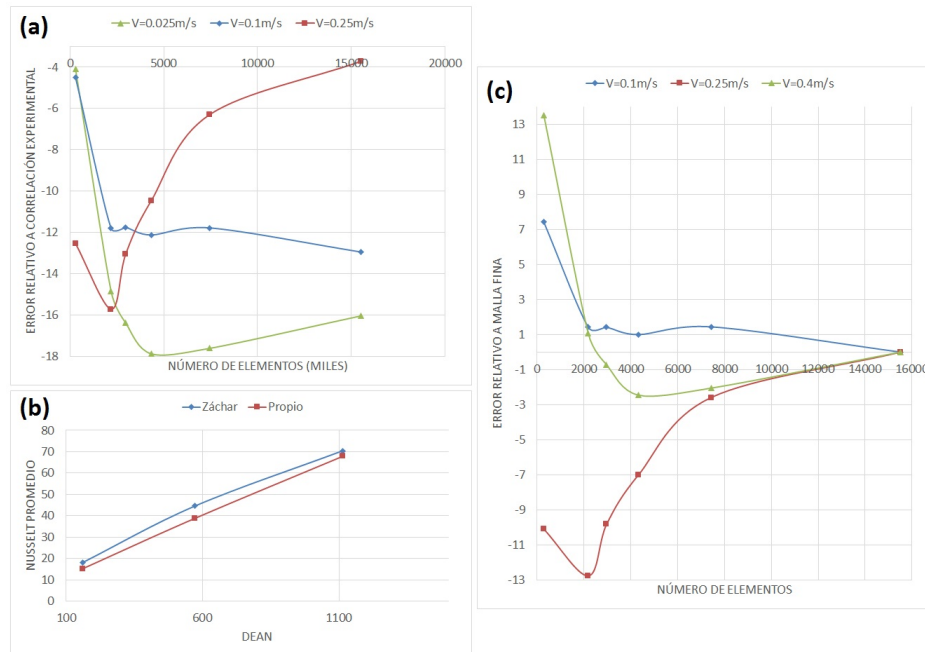 (a)
V=0.025m/s V=0.1m/s V=0.25m/s
0 5000 10000 15000 20000
-4
-6
-8
-10
-12
-14
-16
-18
ERROR RELATIVO A CORRELACIÓN EXPERIMENTAL
NÚMERO DE ELEMENTOS (MILES)
(b)
Záchar Propio
80
70
60
50
40
30
20
10
0
NUSSELT PROMEDIO
100 600 1100
DEAN
(c)
V=0.1m/s V=0.25m/s V=0.4m/s
13
11
9
7
5
3
1
-1
-3
-5
-7
-9
-11
-13
ERROR RELATIVO A MALLA FINA
0 2000 4000 6000 8000 10000 12000 14000 16000
NÚMERO DE ELEMENTOS